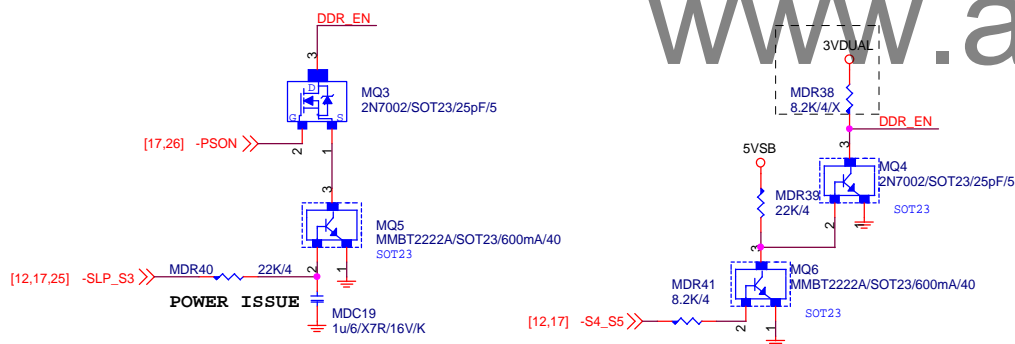 www.a
DDR_EN
3
D
G
S
MQ3
2N7002/SOT23/25pF/5
[17,26] -PSON
2
1
3
MQ5
MMBT2222A/SOT23/600mA/40
SOT23
[12,17,25] -SLP_S3
MDR40
22K/4
2
1
POWER ISSUE
MDC19
1u/6/X7R/16V/K
3VDUAL
MDR38
8.2K/4/X
DDR_EN
3
5VSB
MQ4
2N7002/SOT23/25pF/5
SOT23
MDR39
22K/4
2
1
3
MQ6
MMBT2222A/SOT23/600mA/40
SOT23
MDR41
8.2K/4
[12,17] -S4_S5
2
1